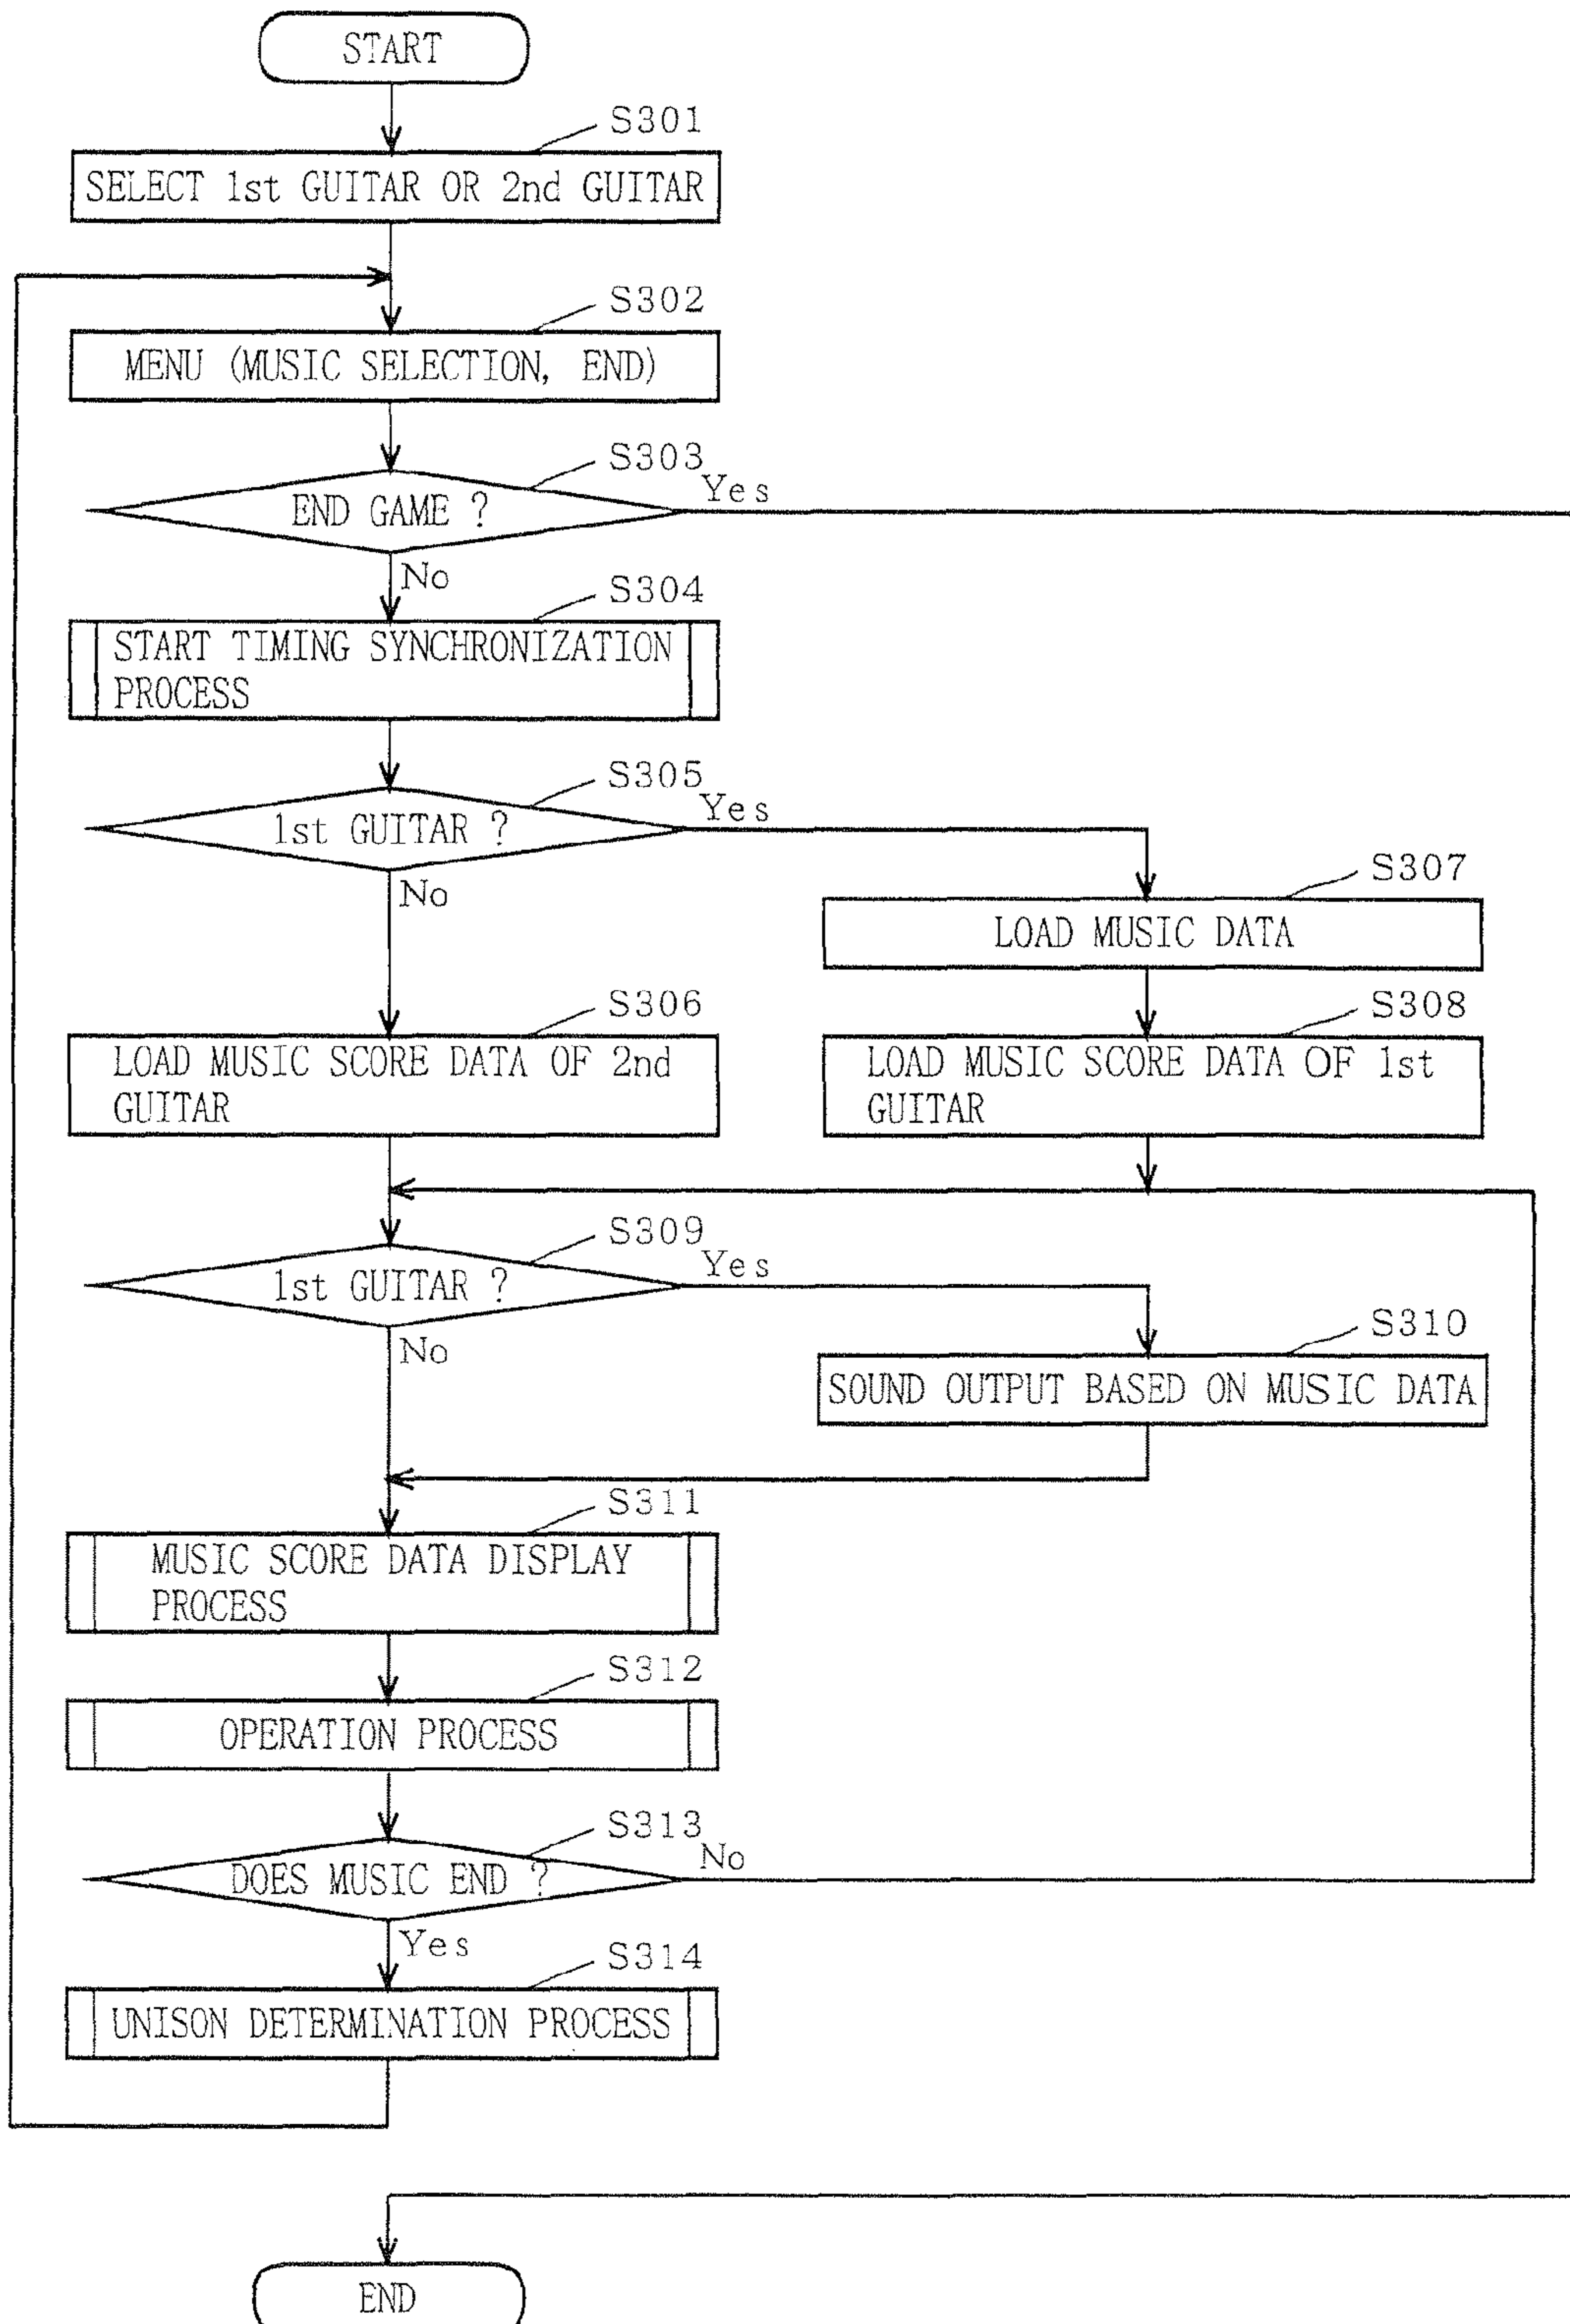 START
S301
SELECT 1st GUITAR OR 2nd GUITAR
S302
MENU (MUSIC SELECTION, END)
S303
END GAME ?
Yes
No
S304
START TIMING SYNCHRONIZATION
PROCESS
S305
1st GUITAR ?
Yes
No
S307
LOAD MUSIC DATA
S306
LOAD MUSIC SCORE DATA OF 2nd
GUITAR
S308
LOAD MUSIC SCORE DATA OF 1st
GUITAR
S309
1st GUITAR ?
Yes
No
S310
SOUND OUTPUT BASED ON MUSIC DATA
S311
MUSIC SCORE DATA DISPLAY
PROCESS
S312
OPERATION PROCESS
S313
DOES MUSIC END ?
No
Yes
S314
UNISON DETERMINATION PROCESS
END